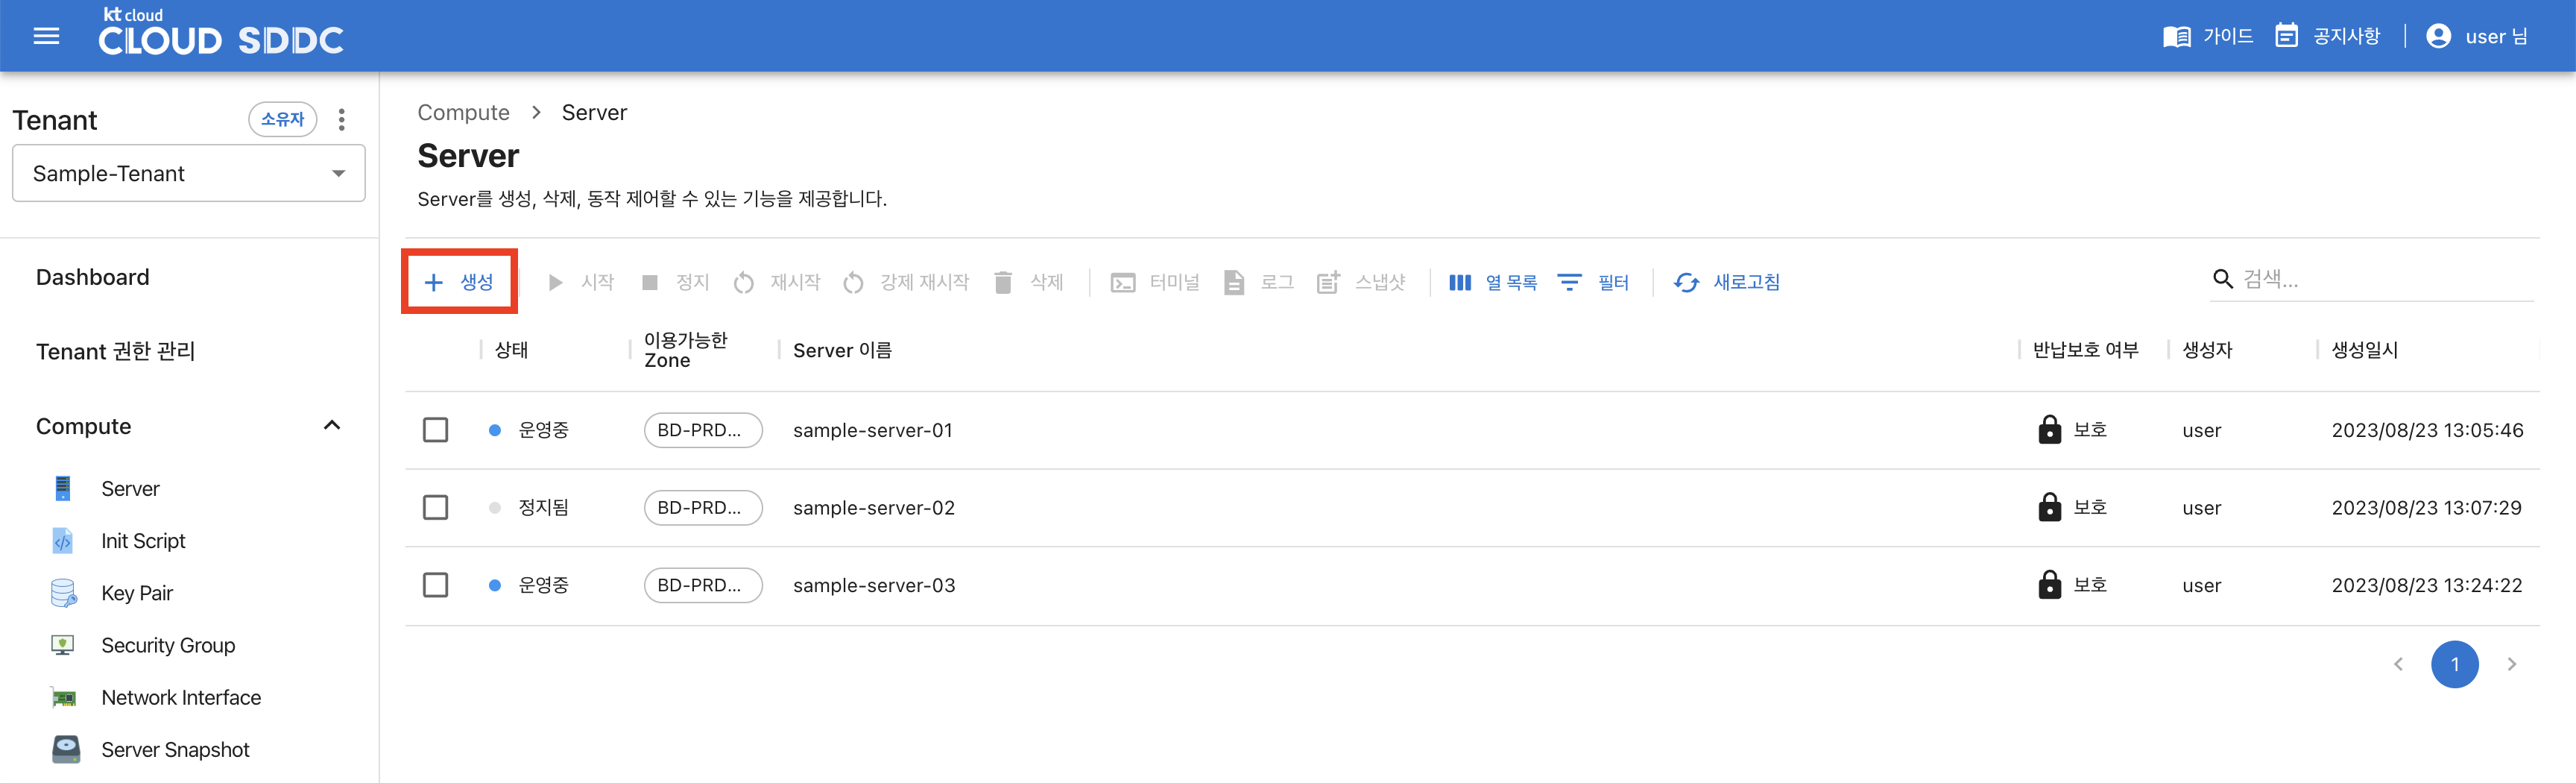 kt cloud
CLOUD SDDC
가이드
공지사항
user 님
Tenant
소유자
Sample-Tenant
Dashboard
Tenant 권한 관리
Compute
Server
Init Script
Key Pair
Security Group
Network Interface
Server Snapshot
Compute > Server
Server
Server를 생성, 삭제, 동작 제어할 수 있는 기능을 제공합니다.
+ 생성 시작 정지 재시작 강제 재시작 삭제 터미널 로그 스냅샷 열 목록 필터 새로고침 검색...
상태 이용가능한 Zone Server 이름 반납보호 여부 생성자 생성일시
운영중 BD-PRD... sample-server-01 보호 user 2023/08/23 13:05:46
정지됨 BD-PRD... sample-server-02 보호 user 2023/08/23 13:07:29
운영중 BD-PRD... sample-server-03 보호 user 2023/08/23 13:24:22
1